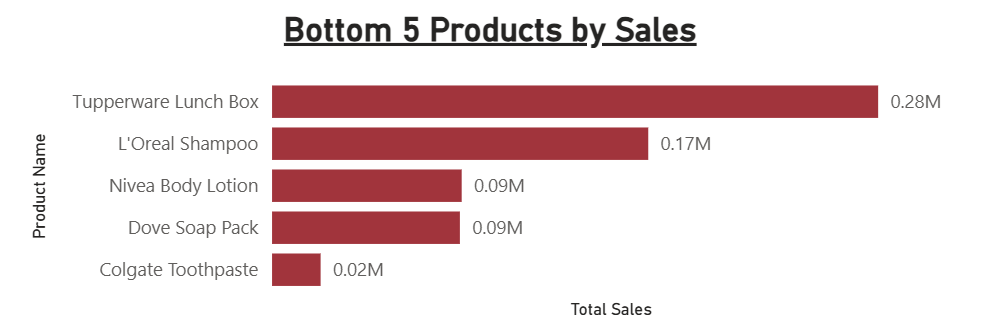 Bottom 5 Products by Sales
Product Name
Tupperware Lunch Box 0.28M
L'Oreal Shampoo 0.17M
Nivea Body Lotion 0.09M
Dove Soap Pack 0.09M
Colgate Toothpaste 0.02M
Total Sales